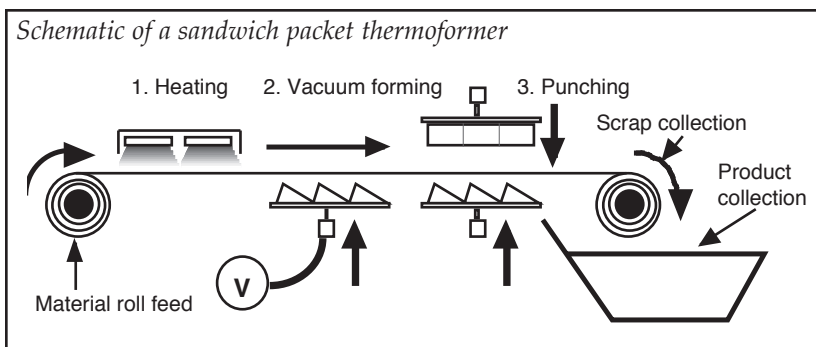 Schematic of a sandwich packet thermoformer
1. Heating
2. Vacuum forming
3. Punching
Scrap collection
Product
collection
V
Material roll feed